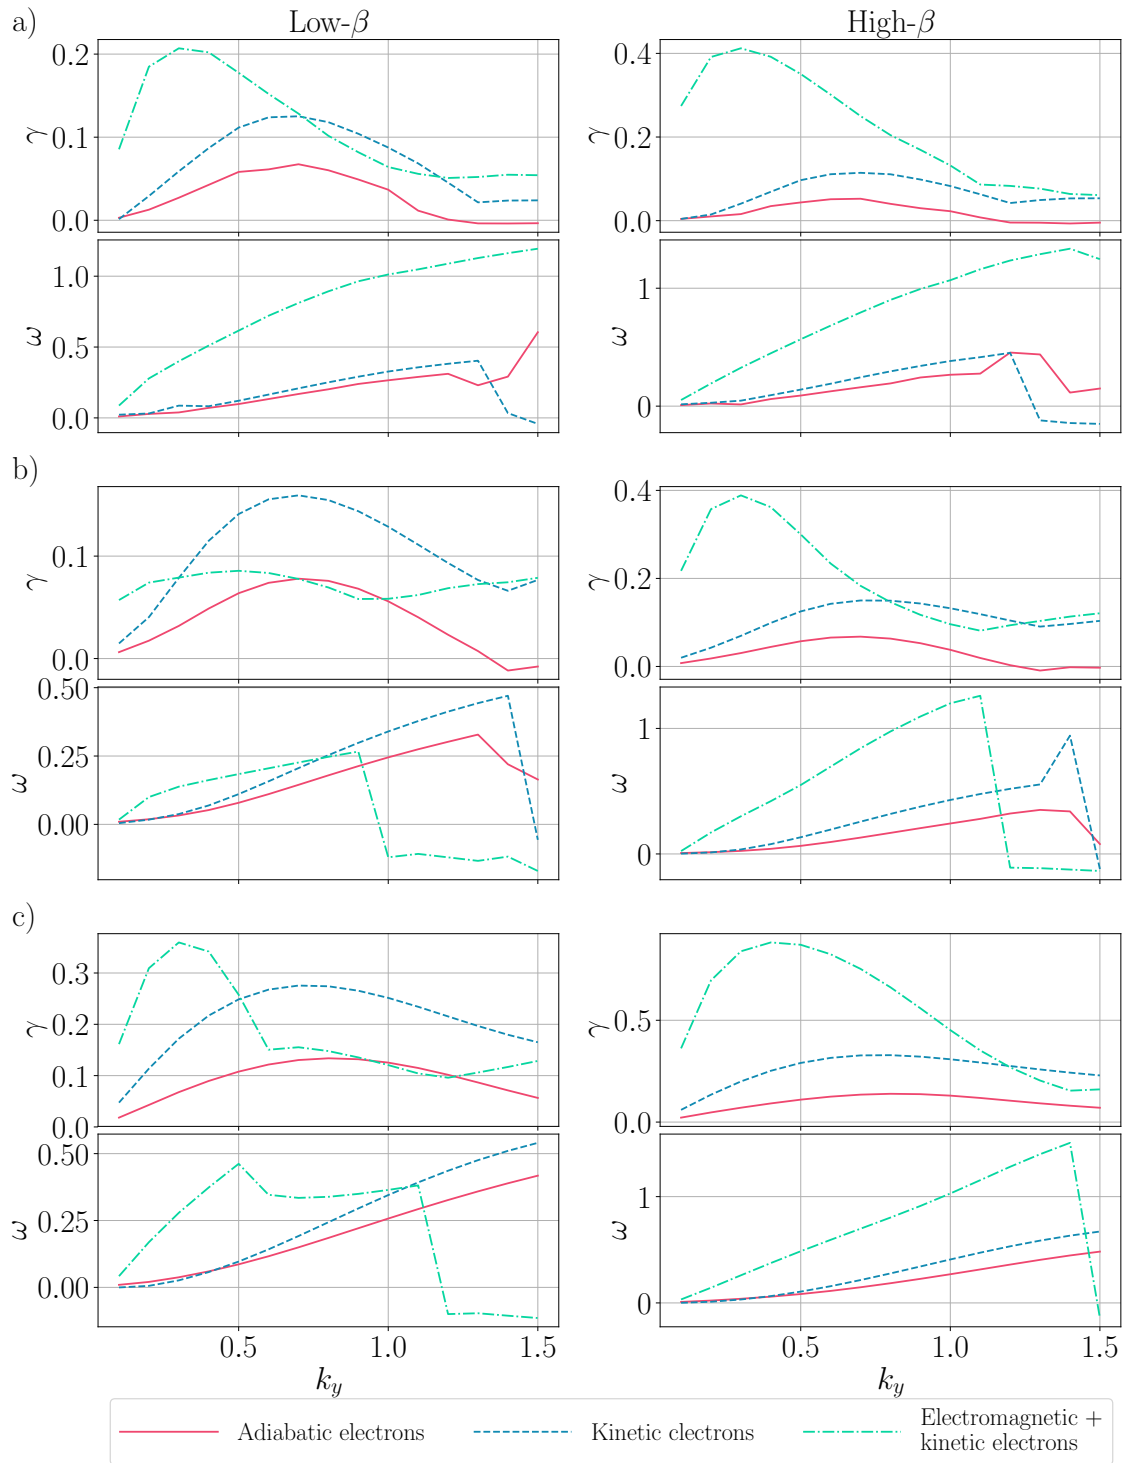 a)
Low-β
High-β
0.2
0.1
0.0
γ
0.4
0.2
0.0
γ
1.0
0.5
0.0
ω
1
0
ω
b)
0.1
0.0
γ
0.4
0.2
0.0
γ
0.50
0.25
0.00
ω
1
0
ω
c)
0.3
0.2
0.1
0.0
γ
0.5
0.0
γ
0.50
0.25
0.00
ω
1
0
ω
0.5 1.0 1.5
0.5 1.0 1.5
k_y
k_y
Adiabatic electrons
Kinetic clectrons
Electromagnetic +
kinetic electrons